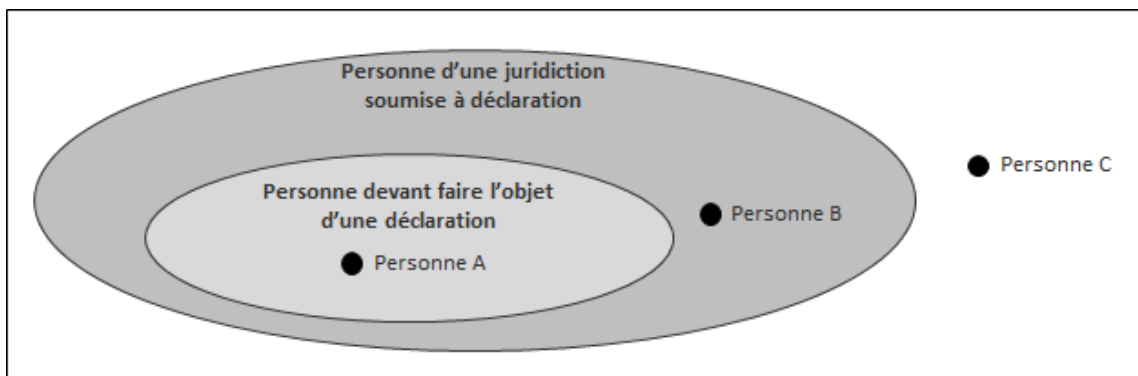 Personne d’une juridiction
soumise à déclaration
Personne C
Personne devant faire l’objet
d’une déclaration
Personne B
Personne A